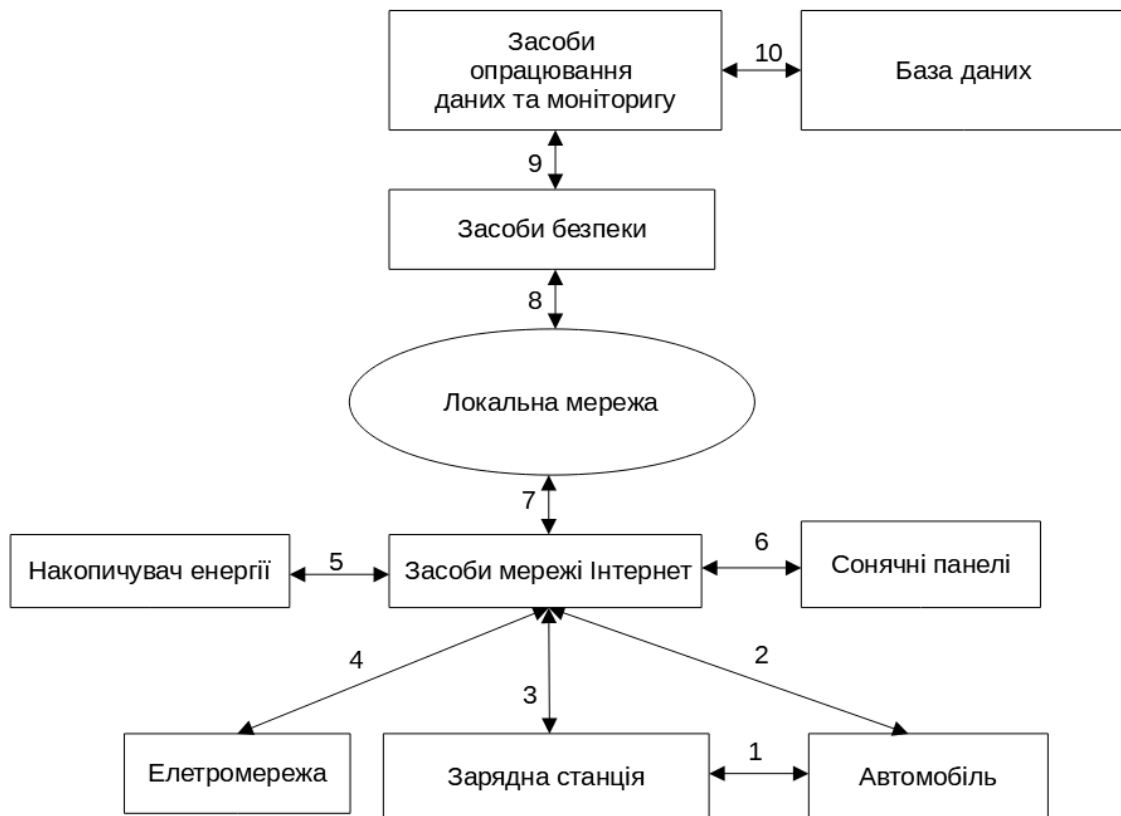 Засоби
опрацювання
даних та моніторигу
10
База даних
9
Засоби безпеки
8
Локальна мережа
7
Накопичувач енергії
5
Засоби мережі Інтернет
6
Сонячні панелі
4
3
2
Елетромережа
Зарядна станція
1
Автомобіль